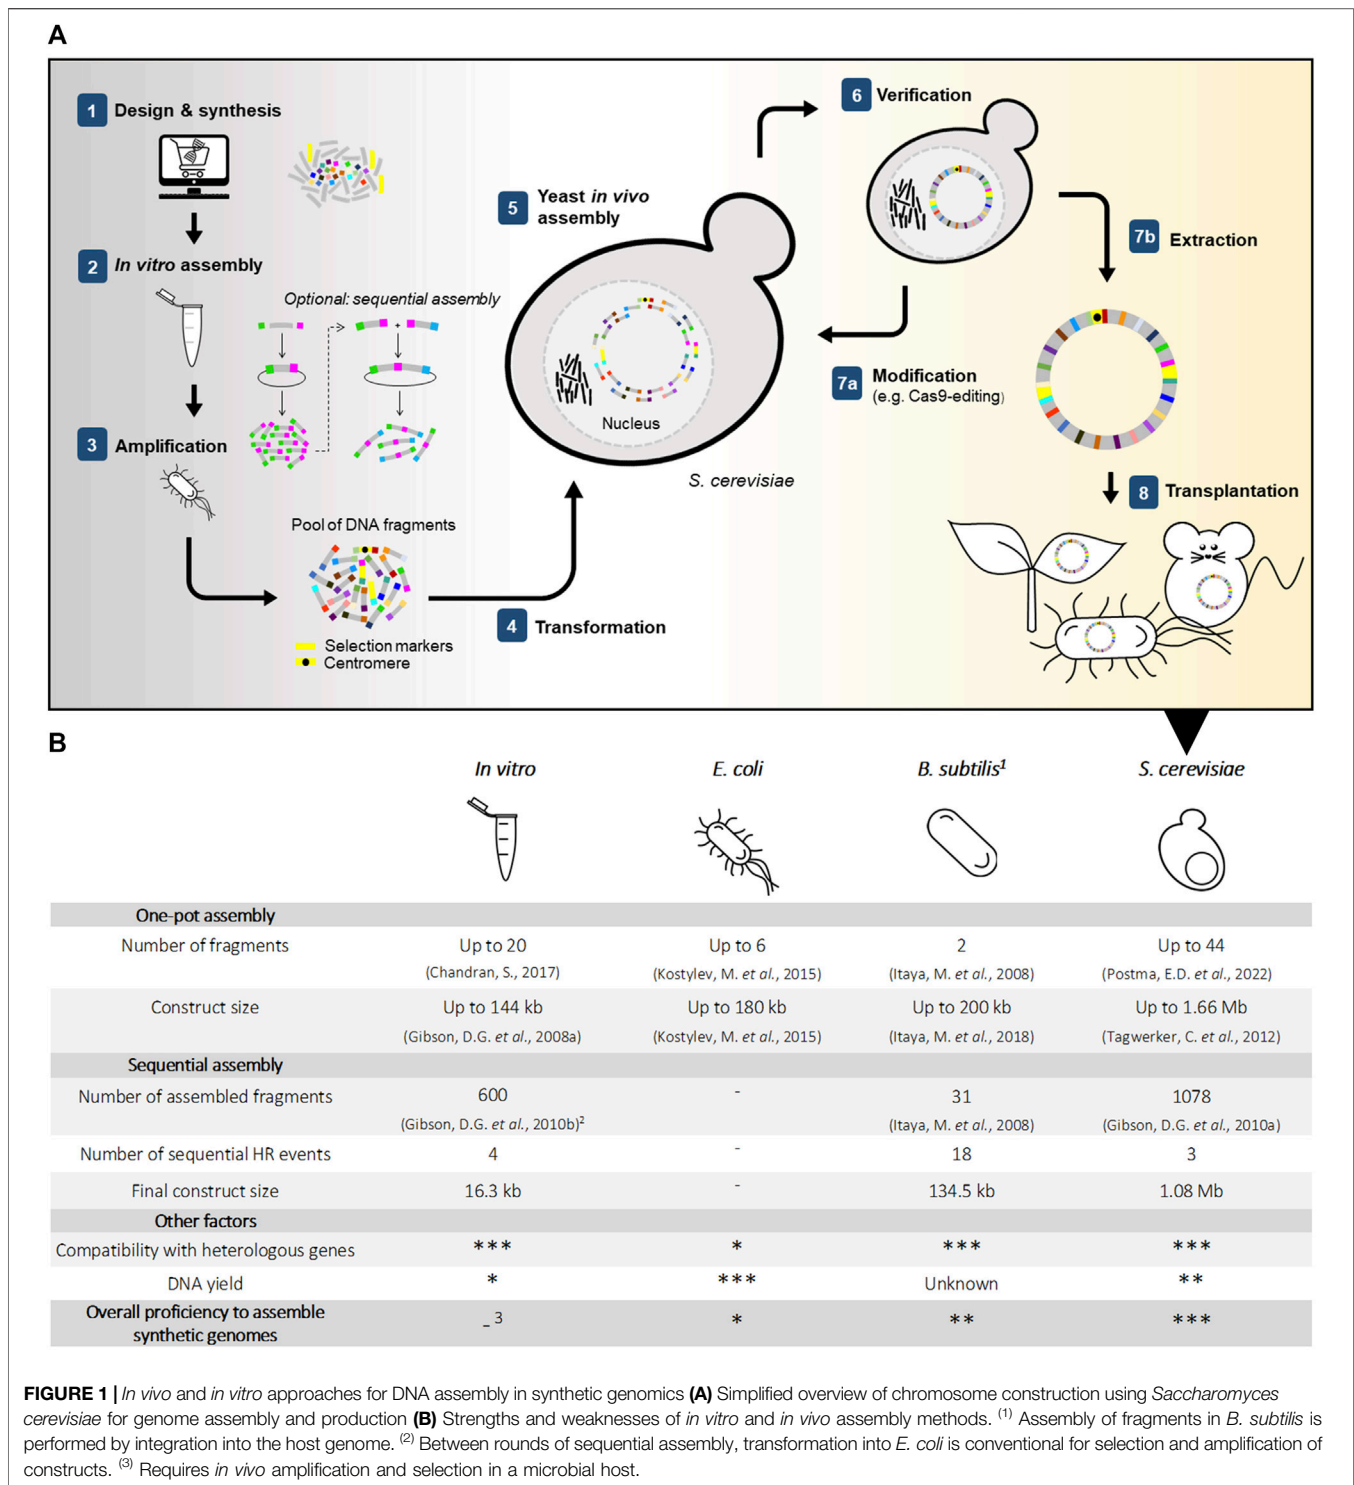 A
1 Design & synthesis
2 In vitro assembly
Optional: sequential assembly
+
3 Amplification
Pool of DNA fragments
Selection markers
Centromere
4 Transformation
5 Yeast in vivo
assembly
Nucleus
S. cerevisiae
6 Verification
7a Modification
(e.g. Cas9-editing)
7b Extraction
8 Transplantation
B
In vitro E. coli B. subtilis¹ S. cerevisiae
One-pot assembly
Number of fragments Up to 20 Up to 6 2 Up to 44
(Chandran, S., 2017) (Kostylev, M. et al., 2015) (Itaya, M. et al., 2008) (Postma, E.D. et al., 2022)
Construct size Up to 144 kb Up to 180 kb Up to 200 kb Up to 1.66 Mb
(Gibson, D.G. et al., 2008a) (Kostylev, M. et al., 2015) (Itaya, M. et al., 2018) (Tagwerker, C. et al., 2012)
Sequential assembly
Number of assembled fragments 600 - 31 1078
(Gibson, D.G. et al., 2010b)² (Itaya, M. et al., 2008) (Gibson, D.G. et al., 2010a)
Number of sequential HR events 4 - 18 3
Final construct size 16.3 kb - 134.5 kb 1.08 Mb
Other factors
Compatibility with heterologous genes *** * *** ***
DNA yield * *** Unknown **
Overall proficiency to assemble
synthetic genomes _ ³ * ** ***
FIGURE 1 | In vivo and in vitro approaches for DNA assembly in synthetic genomics (A) Simplified overview of chromosome construction using Saccharomyces
cerevisiae for genome assembly and production (B) Strengths and weaknesses of in vitro and in vivo assembly methods. (1) Assembly of fragments in B. subtilis is
performed by integration into the host genome. (2) Between rounds of sequential assembly, transformation into E. coli is conventional for selection and amplification of
constructs. (3) Requires in vivo amplification and selection in a microbial host.